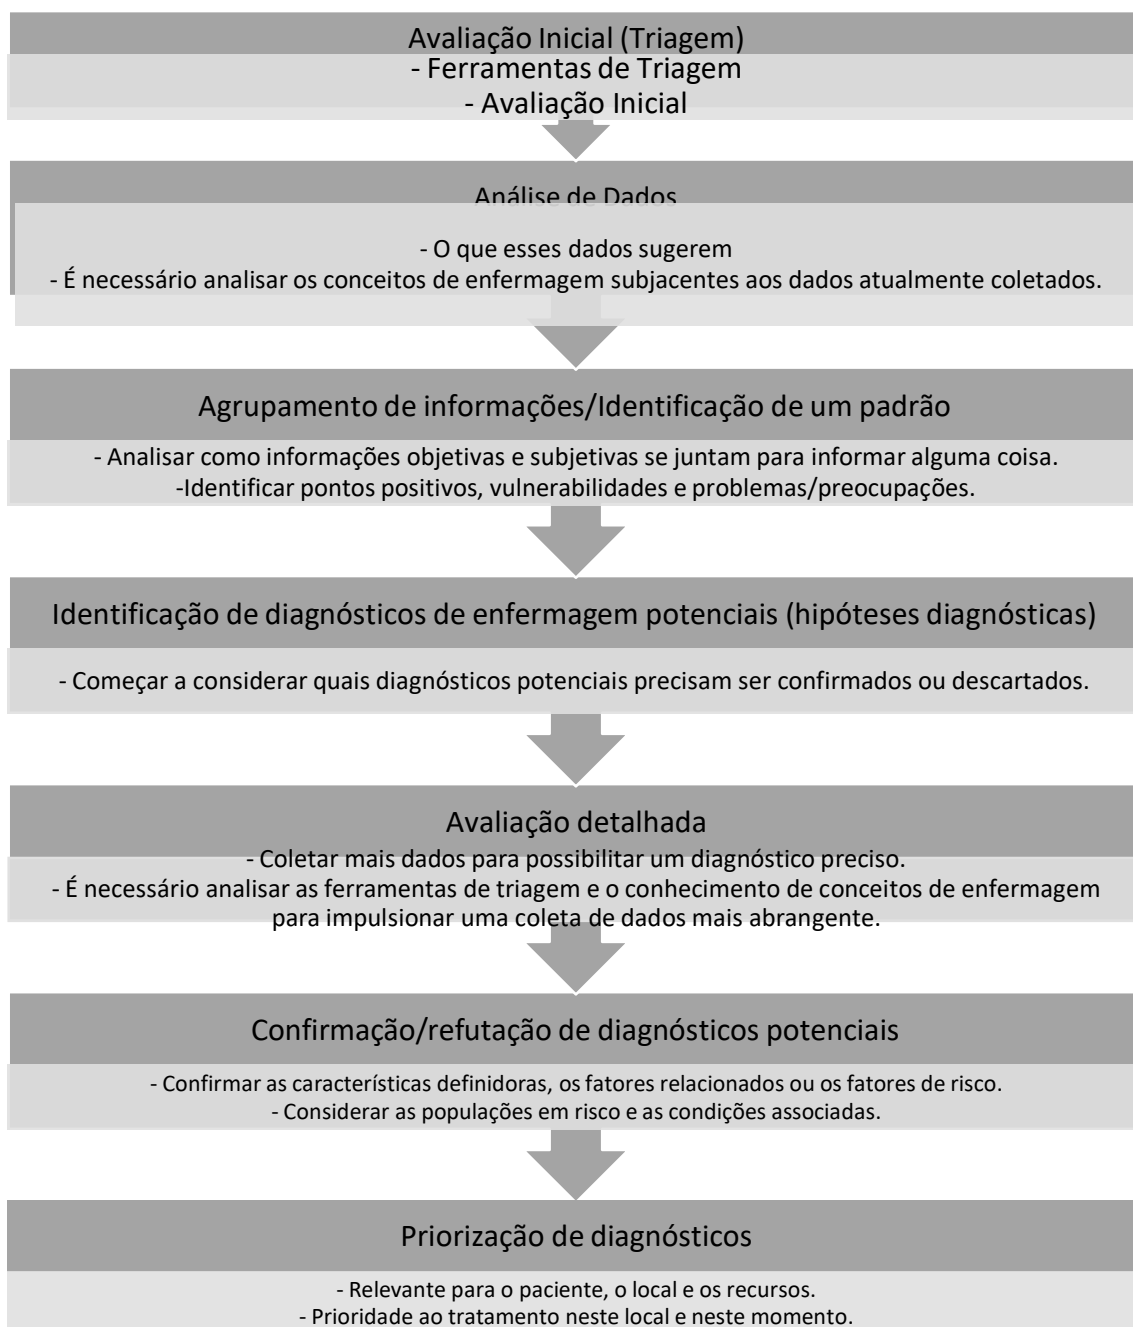 Avaliação Inicial (Triagem)
- Ferramentas de Triagem
- Avaliação Inicial
Análise de Dados
- O que esses dados sugerem
- É necessário analisar os conceitos de enfermagem subjacentes aos dados atualmente coletados.
Agrupamento de informações/Identificação de um padrão
- Analisar como informações objetivas e subjetivas se juntam para informar alguma coisa.
-Identificar pontos positivos, vulnerabilidades e problemas/preocupações.
Identificação de diagnósticos de enfermagem potenciais (hipóteses diagnósticas)
- Começar a considerar quais diagnósticos potenciais precisam ser confirmados ou descartados.
Avaliação detalhada
- Coletar mais dados para possibilitar um diagnóstico preciso.
- É necessário analisar as ferramentas de triagem e o conhecimento de conceitos de enfermagem
para impulsionar uma coleta de dados mais abrangente.
Confirmação/refutação de diagnósticos potenciais
- Confirmar as características definidoras, os fatores relacionados ou os fatores de risco.
- Considerar as populações em risco e as condições associadas.
Priorização de diagnósticos
- Relevante para o paciente, o local e os recursos.
- Prioridade ao tratamento neste local e neste momento.